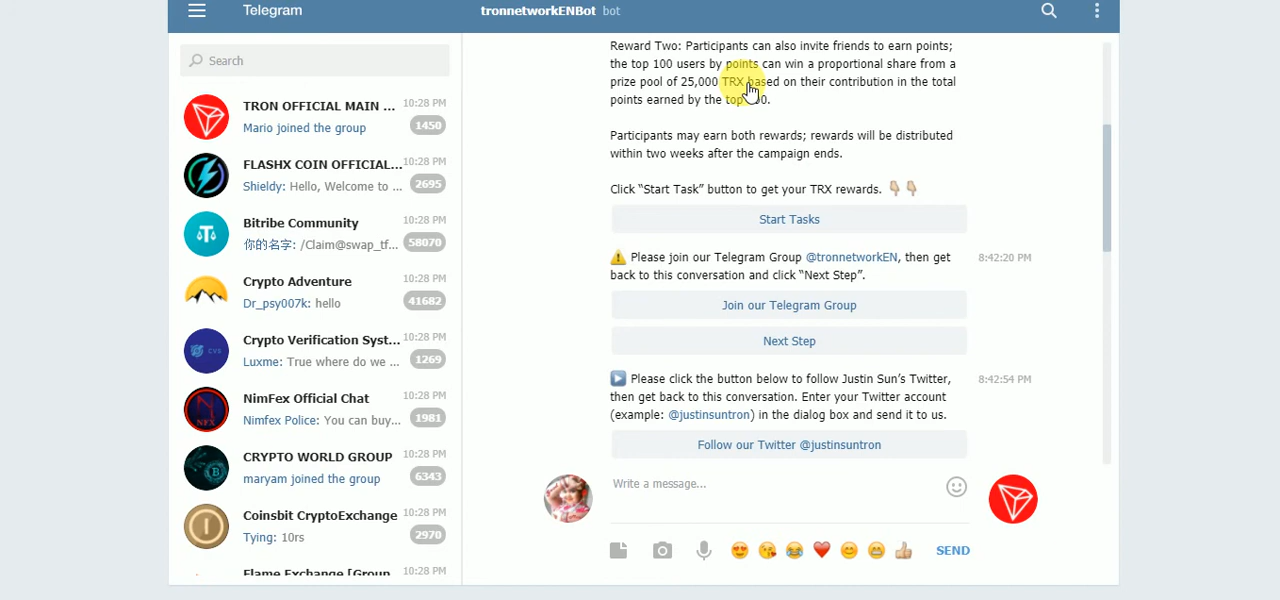 Telegram
tronnetworkENBot bot
Search
TRON OFFICIAL MAIN ... 10:28 PM
Mario joined the group 1450
FLASHX COIN OFFICIAL... 10:28 PM
Shieldy: Hello, Welcome to ... 2695
Bitribe Community 10:28 PM
你的名字: /Claim@swap_tf... 58070
Crypto Adventure 10:28 PM
Dr_psy007k: hello 41682
Crypto Verification Syst... 10:28 PM
Luxme: True where do we ... 1269
CVS
NimFex Official Chat 10:28 PM
Nimfex Police: You can buy... 1981
NFX
CRYPTO WORLD GROUP 10:28 PM
maryam joined the group 6343
Coinsbit CryptoExchange 10:28 PM
Tying: 10rs 2970
Flame Exchange [Group 10:28 PM
Reward Two: Participants can also invite friends to earn points;
the top 100 users by points can win a proportional share from a
prize pool of 25,000 TRX based on their contribution in the total
points earned by the top 100.
Participants may earn both rewards; rewards will be distributed
within two weeks after the campaign ends.
Click “Start Task” button to get your TRX rewards. 👇🏼👇🏼
Start Tasks
⚠️ Please join our Telegram Group @tronnetworkEN, then get 8:42:20 PM
back to this conversation and click “Next Step”.
Join our Telegram Group
Next Step
▶️ Please click the button below to follow Justin Sun’s Twitter, 8:42:54 PM
then get back to this conversation. Enter your Twitter account
(example: @justinsuntron) in the dialog box and send it to us.
Follow our Twitter @justinsuntron
Write a message...
SEND